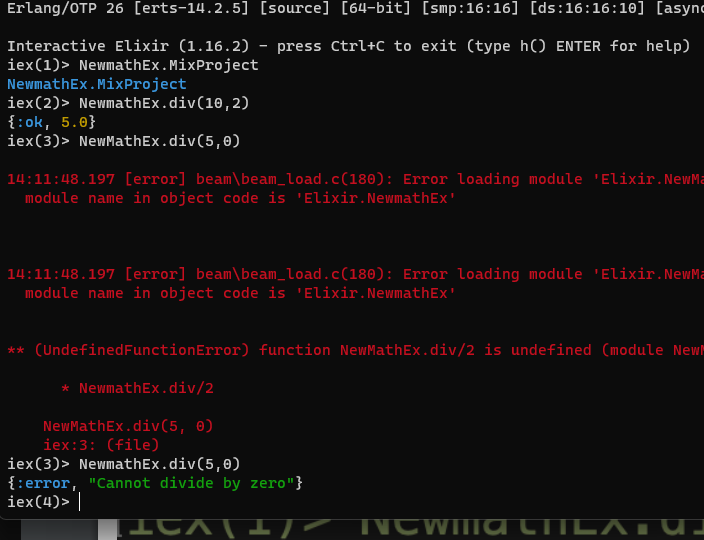 Erlang/OTP 26 [erts-14.2.5] [source] [64-bit] [smp:16:16] [ds:16:16:10] [async
Interactive Elixir (1.16.2) - press Ctrl+C to exit (type h() ENTER for help)
iex(1)> NewmathEx.MixProject
NewmathEx.MixProject
iex(2)> NewmathEx.div(10,2)
{:ok, 5.0}
iex(3)> NewMathEx.div(5,0)
14:11:48.197 [error] beam\beam_load.c(180): Error loading module 'Elixir.NewMa
module name in object code is 'Elixir.NewmathEx'
14:11:48.197 [error] beam\beam_load.c(180): Error loading module 'Elixir.NewMa
module name in object code is 'Elixir.NewmathEx'
** (UndefinedFunctionError) function NewMathEx.div/2 is undefined (module NewM
* NewmathEx.div/2
NewMathEx.div(5, 0)
iex:3: (file)
iex(3)> NewmathEx.div(5,0)
{:error, "Cannot divide by zero"}
iex(4)>
iex(1)> NewmathEx.di